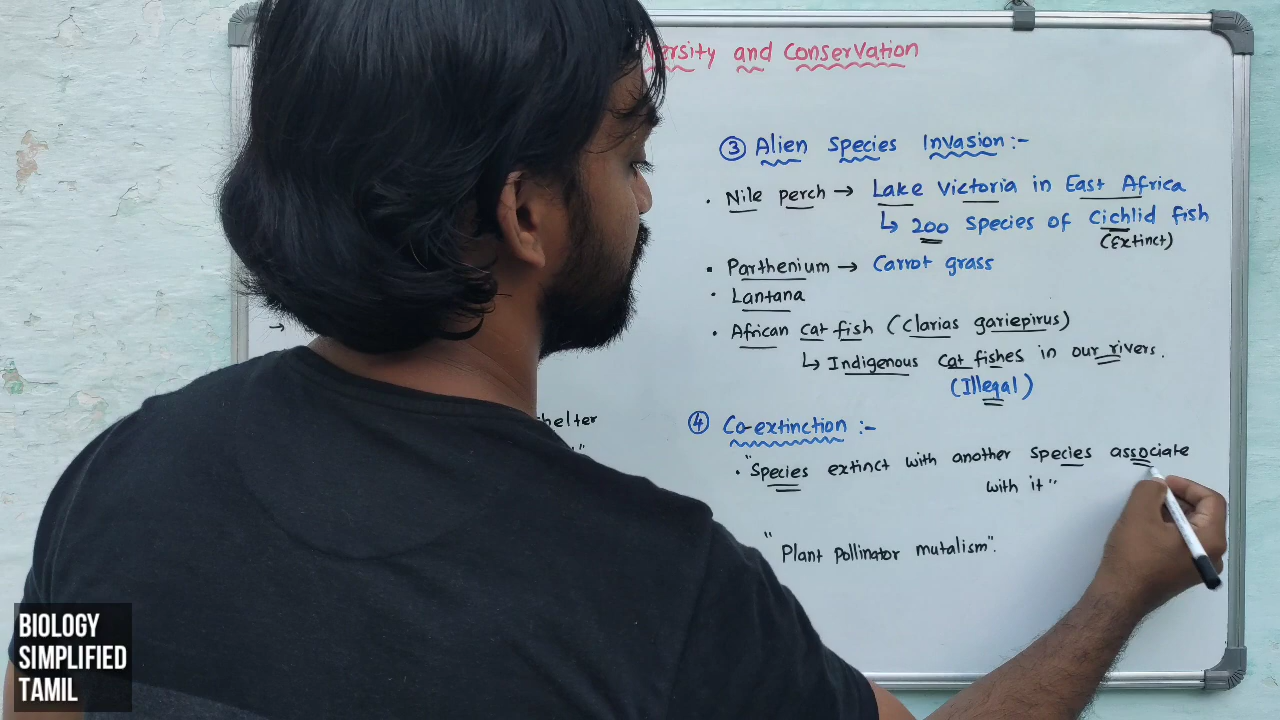 and Conservation
③ Alien Species Invasion :-
• Nile perch → Lake Victoria in East Africa
↳ 200 species of Cichlid fish
(Extinct)
• Parthenium → Carrot grass
• Lantana
• African cat fish (Clarias gariepirus)
↳ Indigenous cat fishes in our rivers.
(Illegal)
→
helter
④ Co-extinction :-
• "Species extinct with another species associate
with it"
"Plant pollinator mutalism".
BIOLOGY
SIMPLIFIED
TAMIL